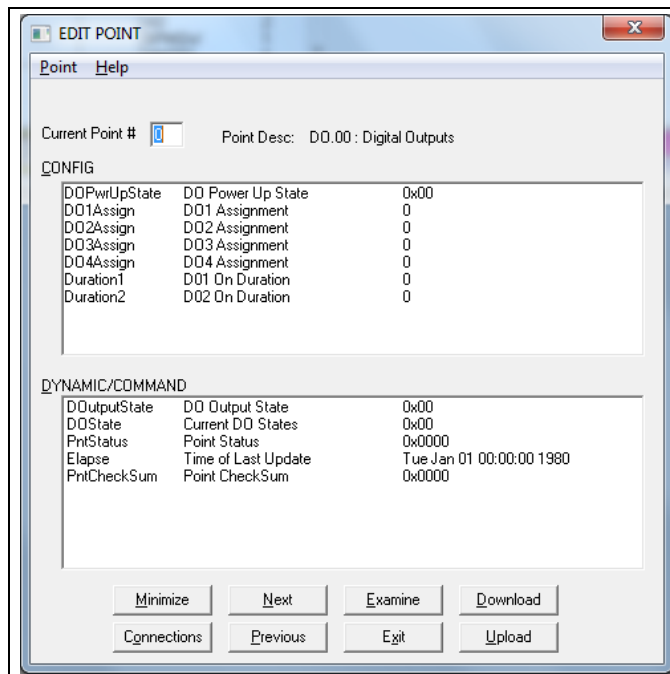 EDIT POINT
Point Help
Current Point # 0 Point Desc: DO.00 : Digital Outputs
CONFIG
DOPwrUpState DO Power Up State 0x00
DO1Assign DO1 Assignment 0
DO2Assign DO2 Assignment 0
DO3Assign DO3 Assignment 0
DO4Assign DO4 Assignment 0
Duration1 D01 On Duration 0
Duration2 D02 On Duration 0
DYNAMIC/COMMAND
DOutputState DO Output State 0x00
DOState Current DO States 0x00
PntStatus Point Status 0x0000
Elapse Time of Last Update Tue Jan 01 00:00:00 1980
PntCheckSum Point CheckSum 0x0000
Minimize Next Examine Download
Connections Previous Exit Upload